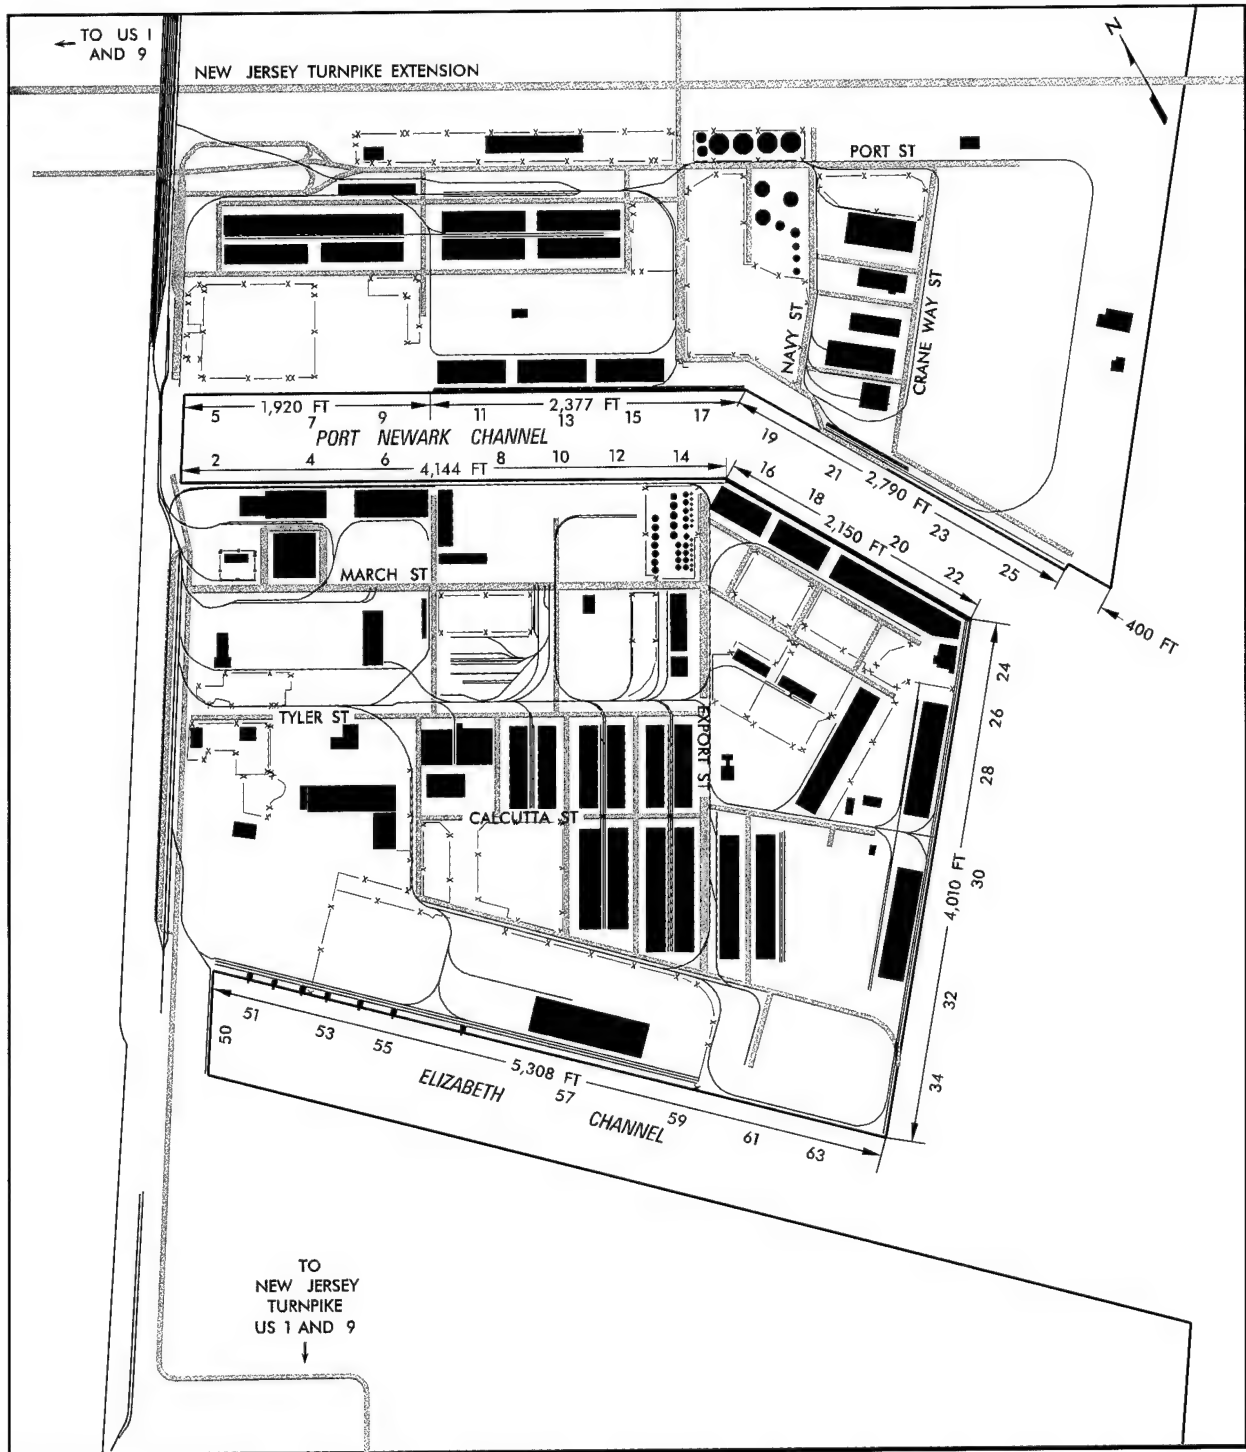 TO US 1
AND 9
NEW JERSEY TURNPIKE EXTENSION
N
PORT ST
NAVY ST
CRANE WAY ST
1,920 FT
2,377 FT
5
7
9
11
13
15
17
PORT NEWARK CHANNEL
2
4
6
8
10
12
14
4,144 FT
19
21
2,790 FT
23
25
16
18
2,150 FT
20
22
400 FT
MARCH ST
TYLER ST
EXPORT ST
CALCUTTA ST
24
26
28
4,010 FT
30
32
34
50
51
53
55
5,308 FT
57
59
61
63
ELIZABETH CHANNEL
TO
NEW JERSEY
TURNPIKE
US 1 AND 9